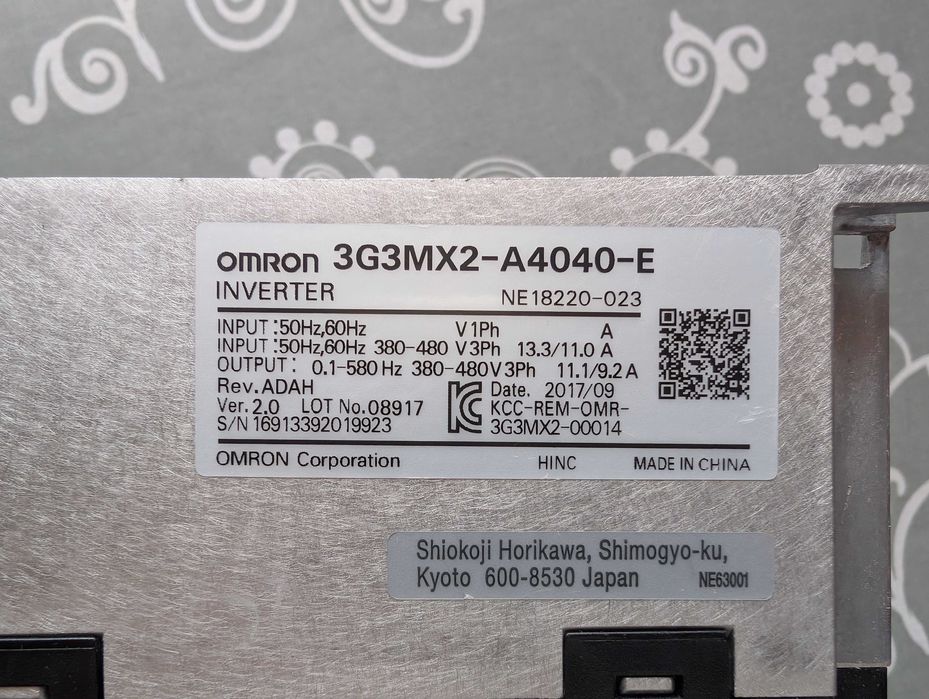 omron 3G3MX2-A4040-E
INVERTER NE18220-023
INPUT :50Hz,60Hz V 1Ph A
INPUT :50Hz,60Hz 380-480 V 3Ph 13.3/11.0 A
OUTPUT : 0.1-580 Hz 380-480 V 3Ph 11.1/9.2 A
Rev. ADAH Date. 2017/09
Ver. 2.0 LOT No. 08917 KCC-REM-OMR-
S/N 16913392019923 3G3MX2-00014
OMRON Corporation HINC MADE IN CHINA
Shiokoji Horikawa, Shimogyo-ku,
Kyoto 600-8530 Japan NE63001